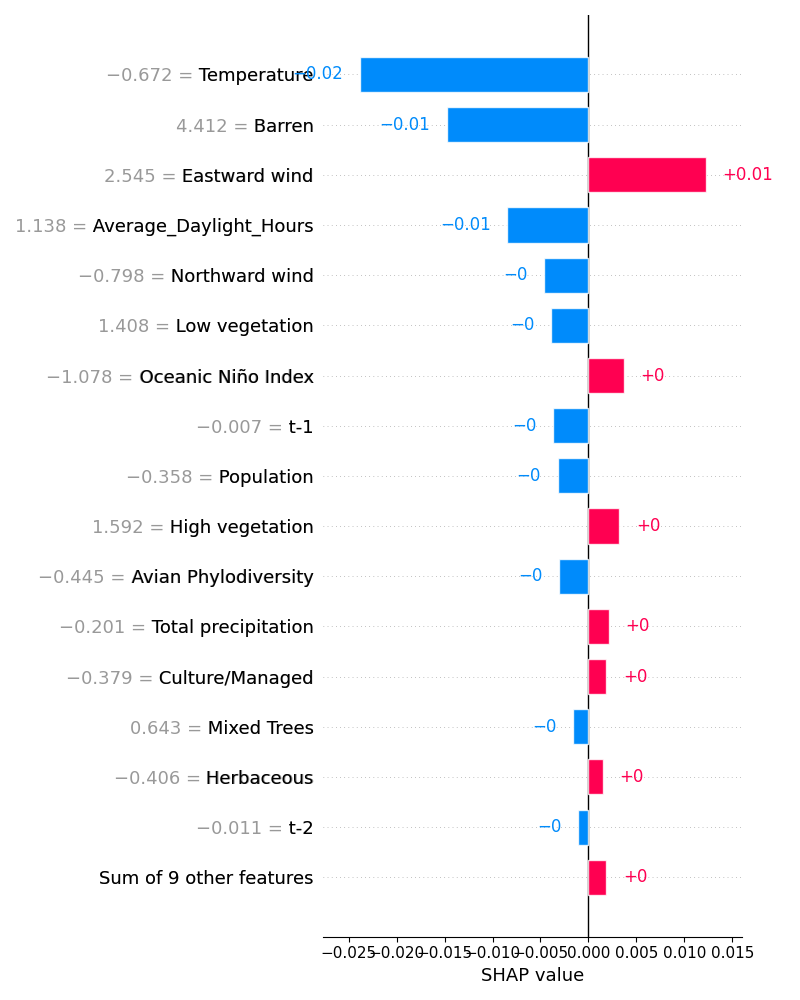 −0.672 = Temperature −0.02
4.412 = Barren −0.01
2.545 = Eastward wind +0.01
1.138 = Average_Daylight_Hours −0.01
−0.798 = Northward wind −0
1.408 = Low vegetation −0
−1.078 = Oceanic Niño Index +0
−0.007 = t-1 −0
−0.358 = Population −0
1.592 = High vegetation +0
−0.445 = Avian Phylodiversity −0
−0.201 = Total precipitation +0
−0.379 = Culture/Managed +0
0.643 = Mixed Trees −0
−0.406 = Herbaceous +0
−0.011 = t-2 −0
Sum of 9 other features +0
−0.025 −0.020 −0.015 −0.010 −0.005 0.000 0.005 0.010 0.015
SHAP value